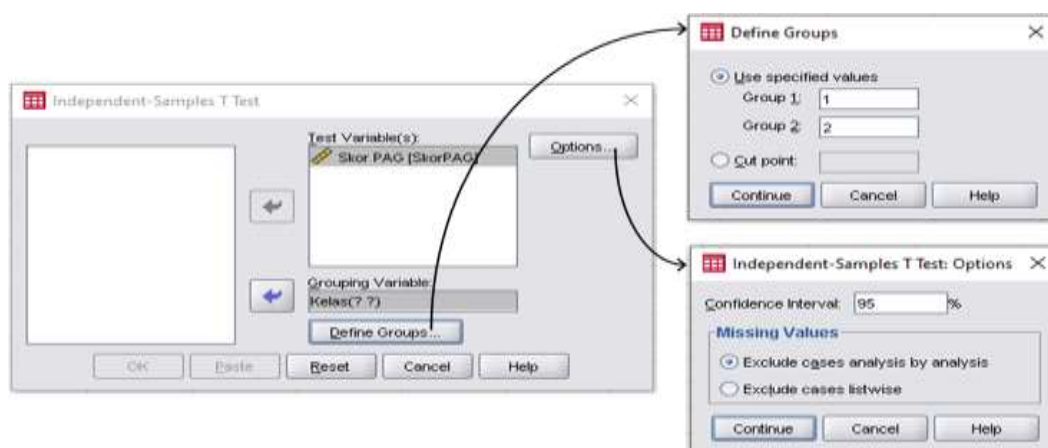 Independent-Samples T Test
Test Variable(s):
Skor PAG [SkorPAG]
Options...
Grouping Variable:
Kelas(? ?)
Define Groups...
OK
Paste
Reset
Cancel
Help
Define Groups
Use specified values
Group 1: 1
Group 2: 2
Cut point:
Continue
Cancel
Help
Independent-Samples T Test: Options
Confidence Interval: 95 %
Missing Values
Exclude cases analysis by analysis
Exclude cases listwise
Continue
Cancel
Help